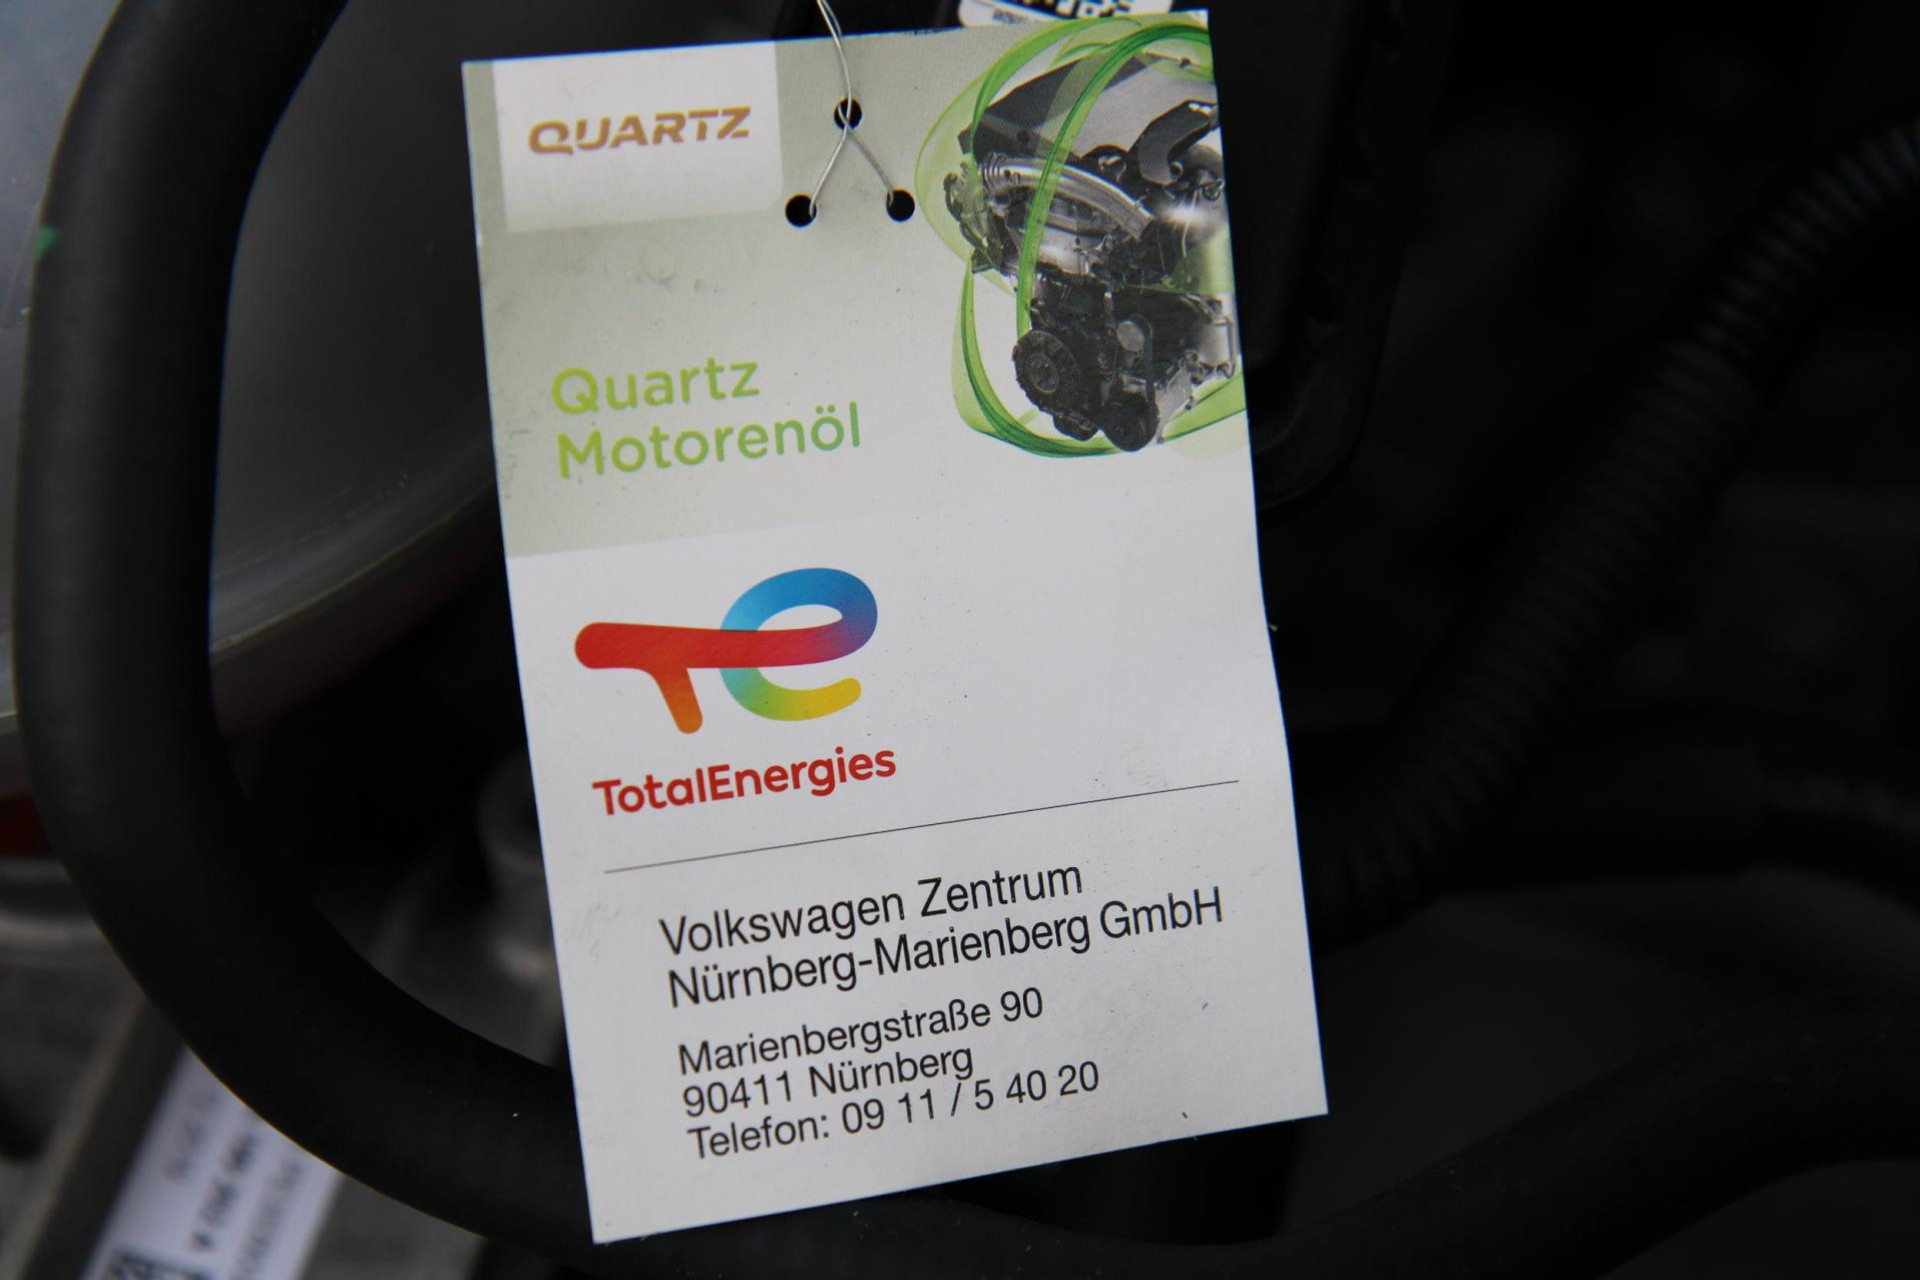 QUARTZ
Quartz
Motorenöl
TotalEnergies
Volkswagen Zentrum
Nürnberg-Marienberg GmbH
Marienbergstraße 90
90411 Nürnberg
Telefon: 09 11 / 5 40 20